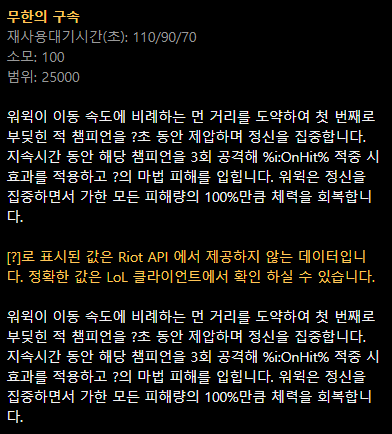 무한의 구속
재사용대기시간(초): 110/90/70
소모: 100
범위: 25000
워윅이 이동 속도에 비례하는 먼 거리를 도약하여 첫 번째로
부딪힌 적 챔피언을 ?초 동안 제압하며 정신을 집중합니다.
지속시간 동안 해당 챔피언을 3회 공격해 %i:OnHit% 적중 시
효과를 적용하고 ?의 마법 피해를 입힙니다. 워윅은 정신을
집중하면서 가한 모든 피해량의 100%만큼 체력을 회복합니
다.
[?]로 표시된 값은 Riot API 에서 제공하지 않는 데이터입니
다. 정확한 값은 LoL 클라이언트에서 확인 하실 수 있습니다.
워윅이 이동 속도에 비례하는 먼 거리를 도약하여 첫 번째로
부딪힌 적 챔피언을 ?초 동안 제압하며 정신을 집중합니다.
지속시간 동안 해당 챔피언을 3회 공격해 %i:OnHit% 적중 시
효과를 적용하고 ?의 마법 피해를 입힙니다. 워윅은 정신을
집중하면서 가한 모든 피해량의 100%만큼 체력을 회복합니
다.